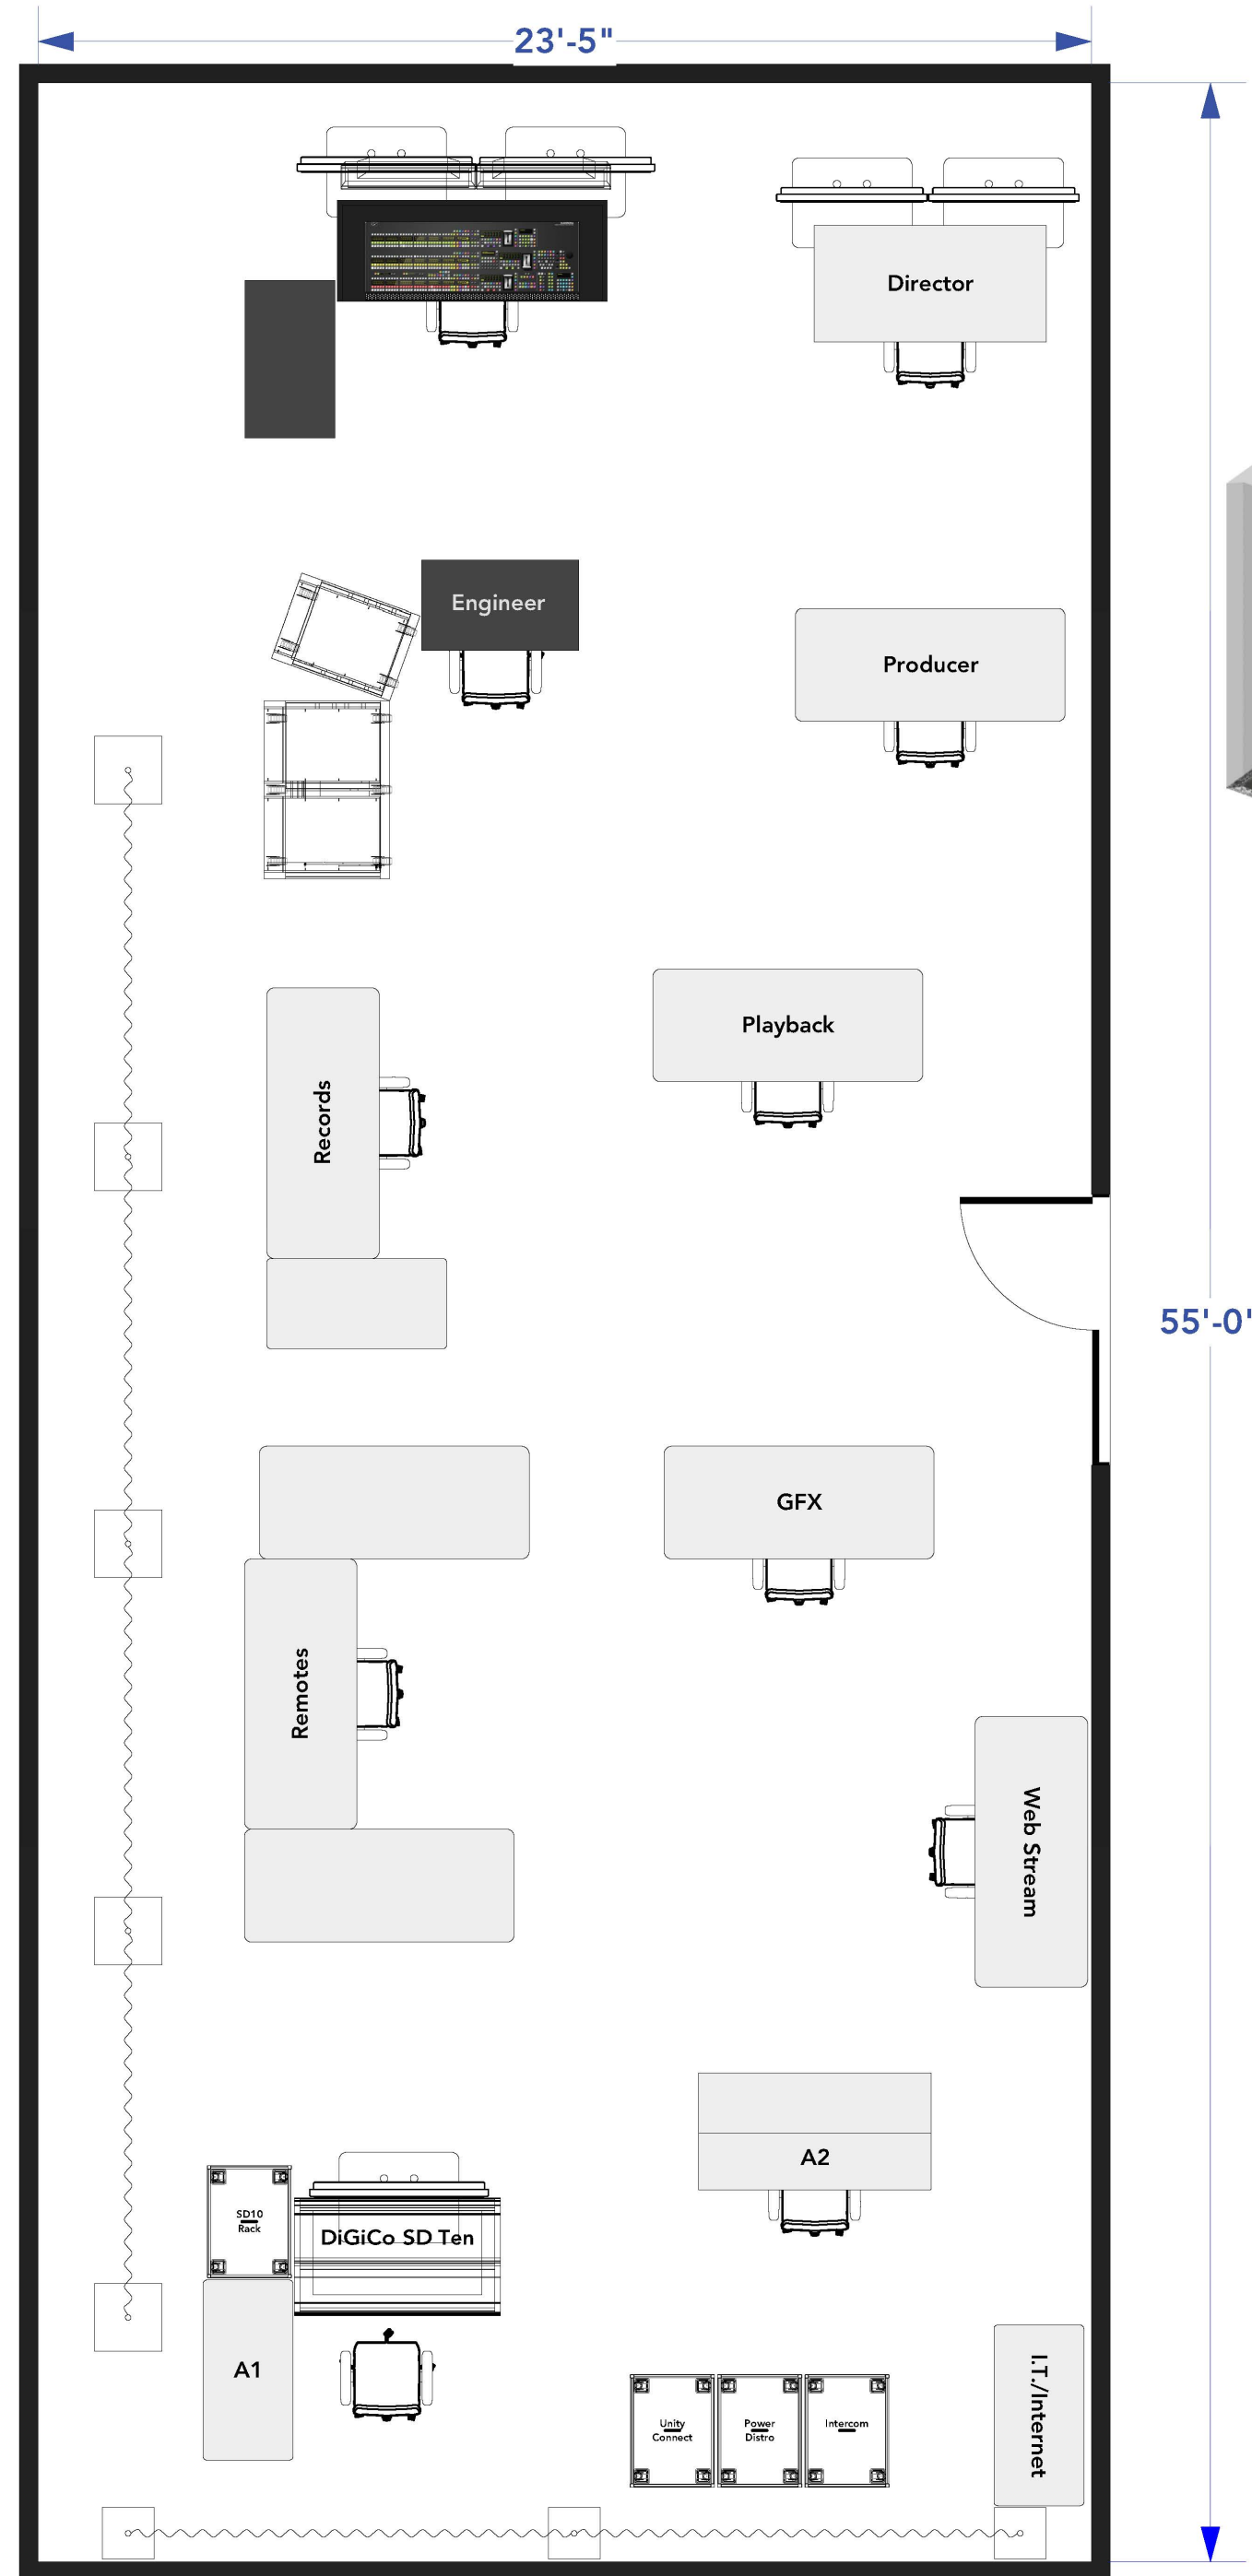 23'-5"
Director
Engineer
Producer
Playback
Records
55'-0'
GFX
Remotes
Web Stream
A2
SD10
Rack
DiGiCo SD Ten
A1
I.T./Internet
Unity
Connect
Power
Distro
Intercom